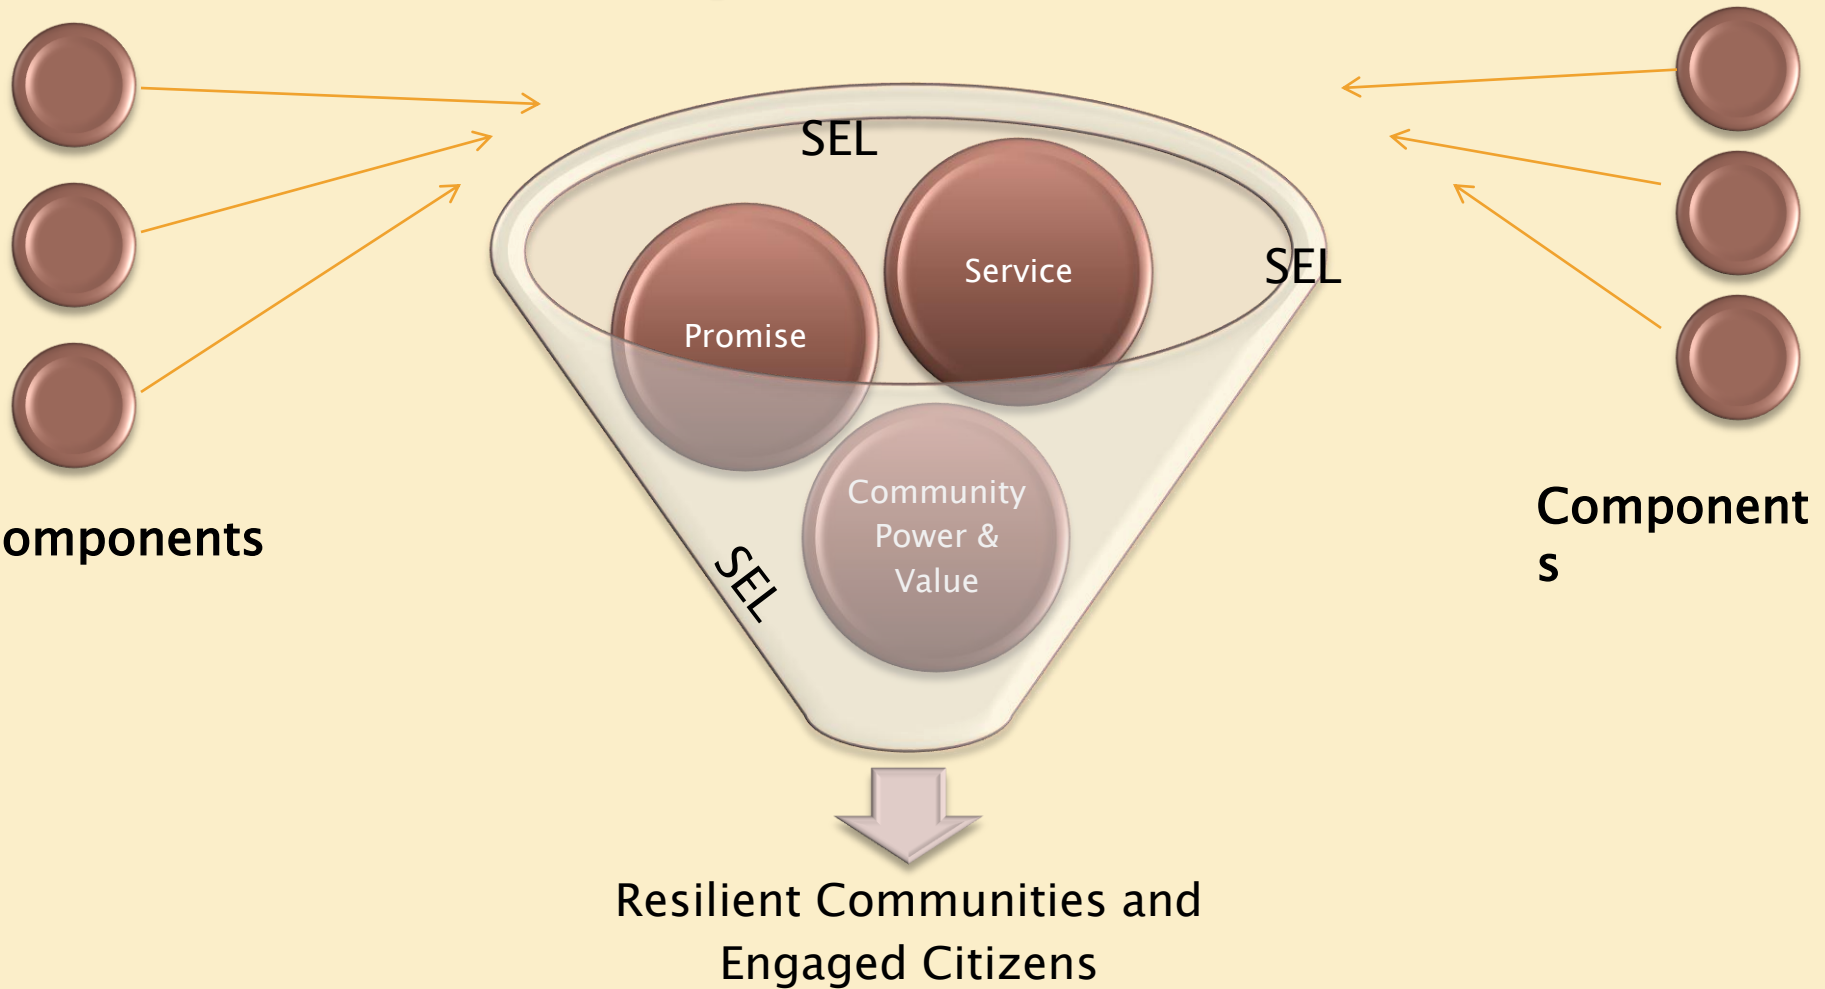 SEL
SEL
Service
Promise
Community
Power &
Value
SEL
omponents
Component
s
Resilient Communities and
Engaged Citizens